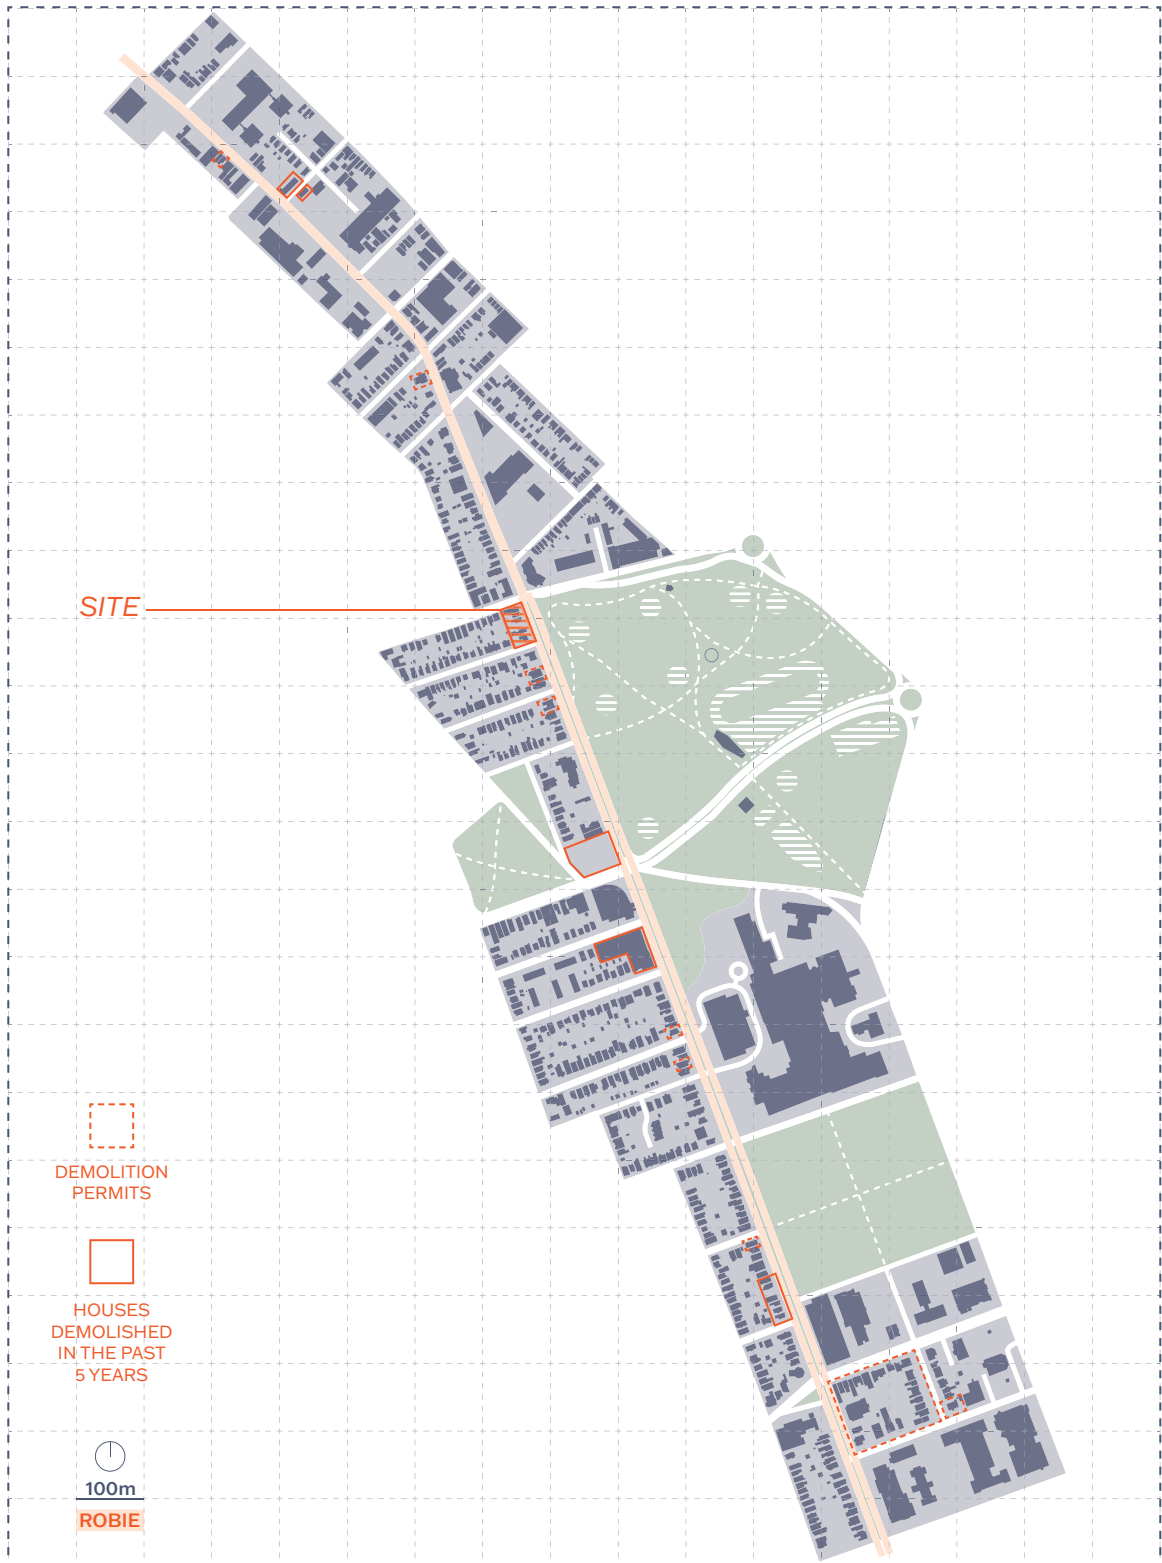 SITE
DEMOLITION
PERMITS
HOUSES
DEMOLISHED
IN THE PAST
5 YEARS
100m
ROBIE